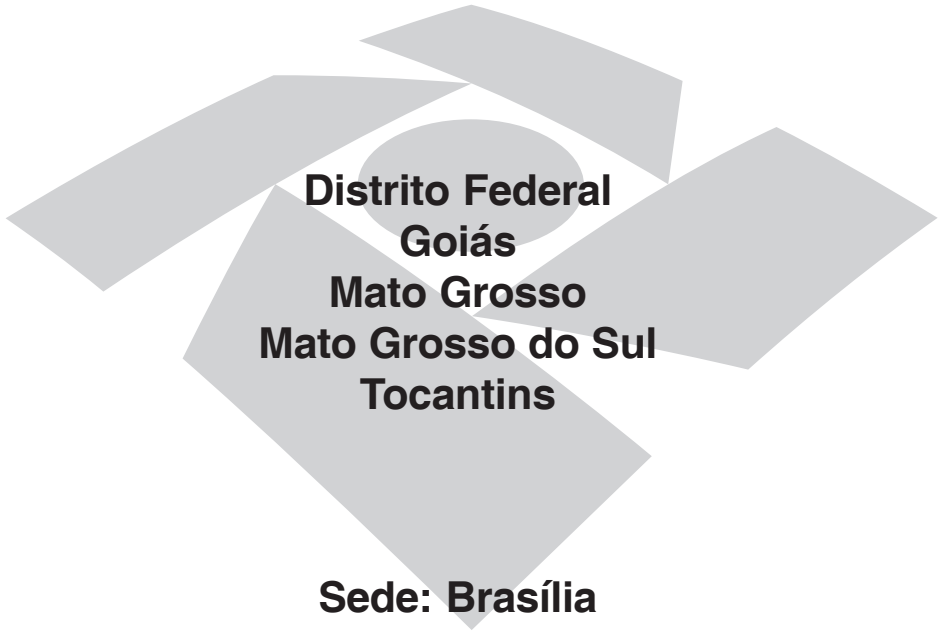 Distrito Federal
Goiás
Mato Grosso
Mato Grosso do Sul
Tocantins
Sede: Brasília